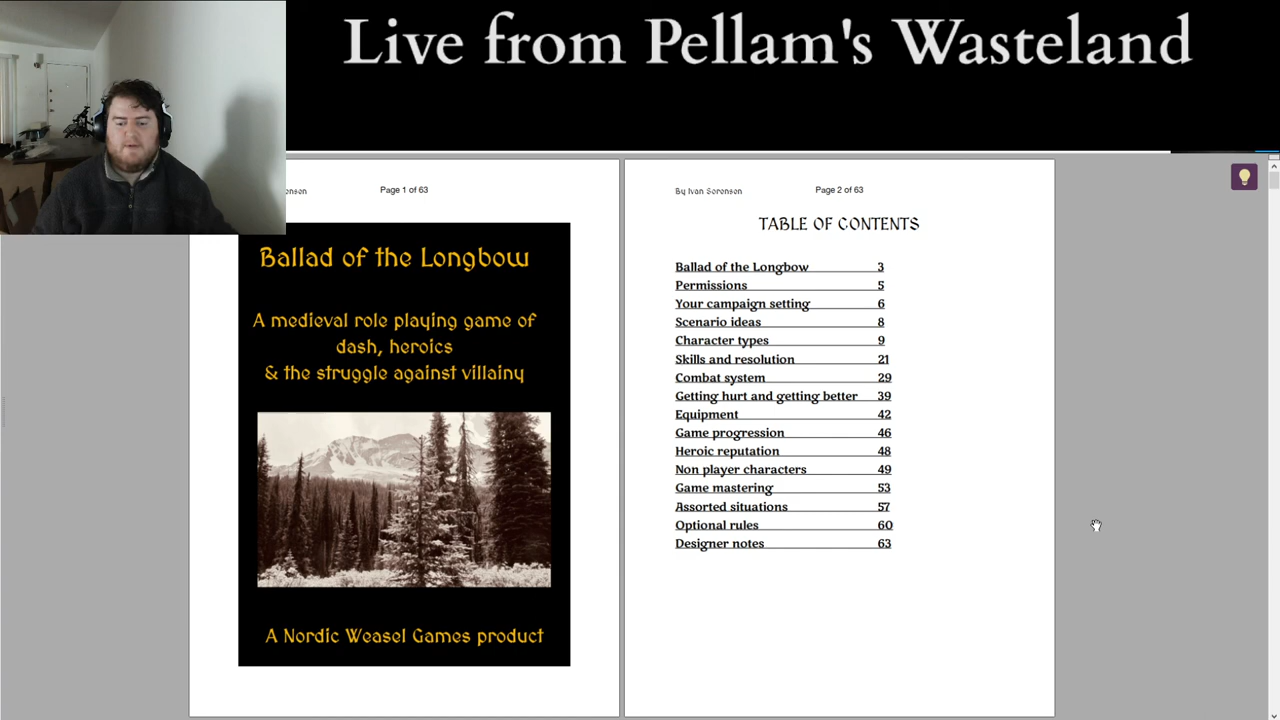 Live from Pellam's Wasteland
Page 1 of 63
Ballad of the Longbow
A medieval role playing game of
dash, heroics
& the struggle against villainy
A Nordic Weasel Games product
By Ivan Sorensen
Page 2 of 63
TABLE OF CONTENTS
Ballad of the Longbow 3
Permissions 5
Your campaign setting 6
Scenario ideas 8
Character types 9
Skills and resolution 21
Combat system 29
Getting hurt and getting better 39
Equipment 42
Game progression 46
Heroic reputation 48
Non player characters 49
Game mastering 53
Assorted situations 57
Optional rules 60
Designer notes 63